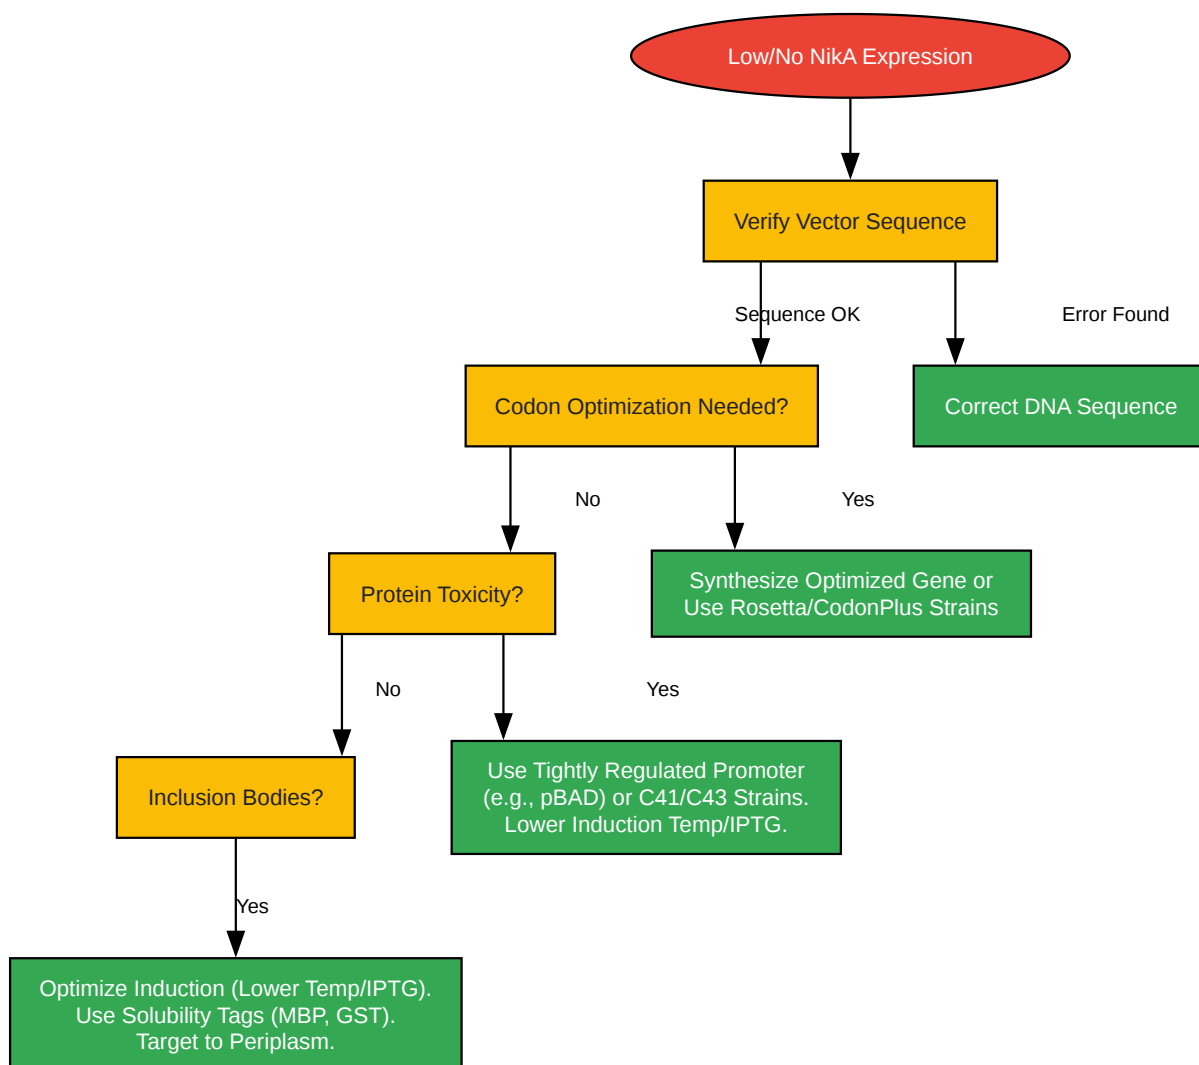 Low/No NikA Expression
Verify Vector Sequence
Sequence OK
Error Found
Codon Optimization Needed?
Correct DNA Sequence
No
Yes
Protein Toxicity?
Synthesize Optimized Gene or
Use Rosetta/CodonPlus Strains
No
Yes
Inclusion Bodies?
Use Tightly Regulated Promoter
(e.g., pBAD) or C41/C43 Strains.
Lower Induction Temp/IPTG.
Yes
Optimize Induction (Lower Temp/IPTG).
Use Solubility Tags (MBP, GST).
Target to Periplasm.